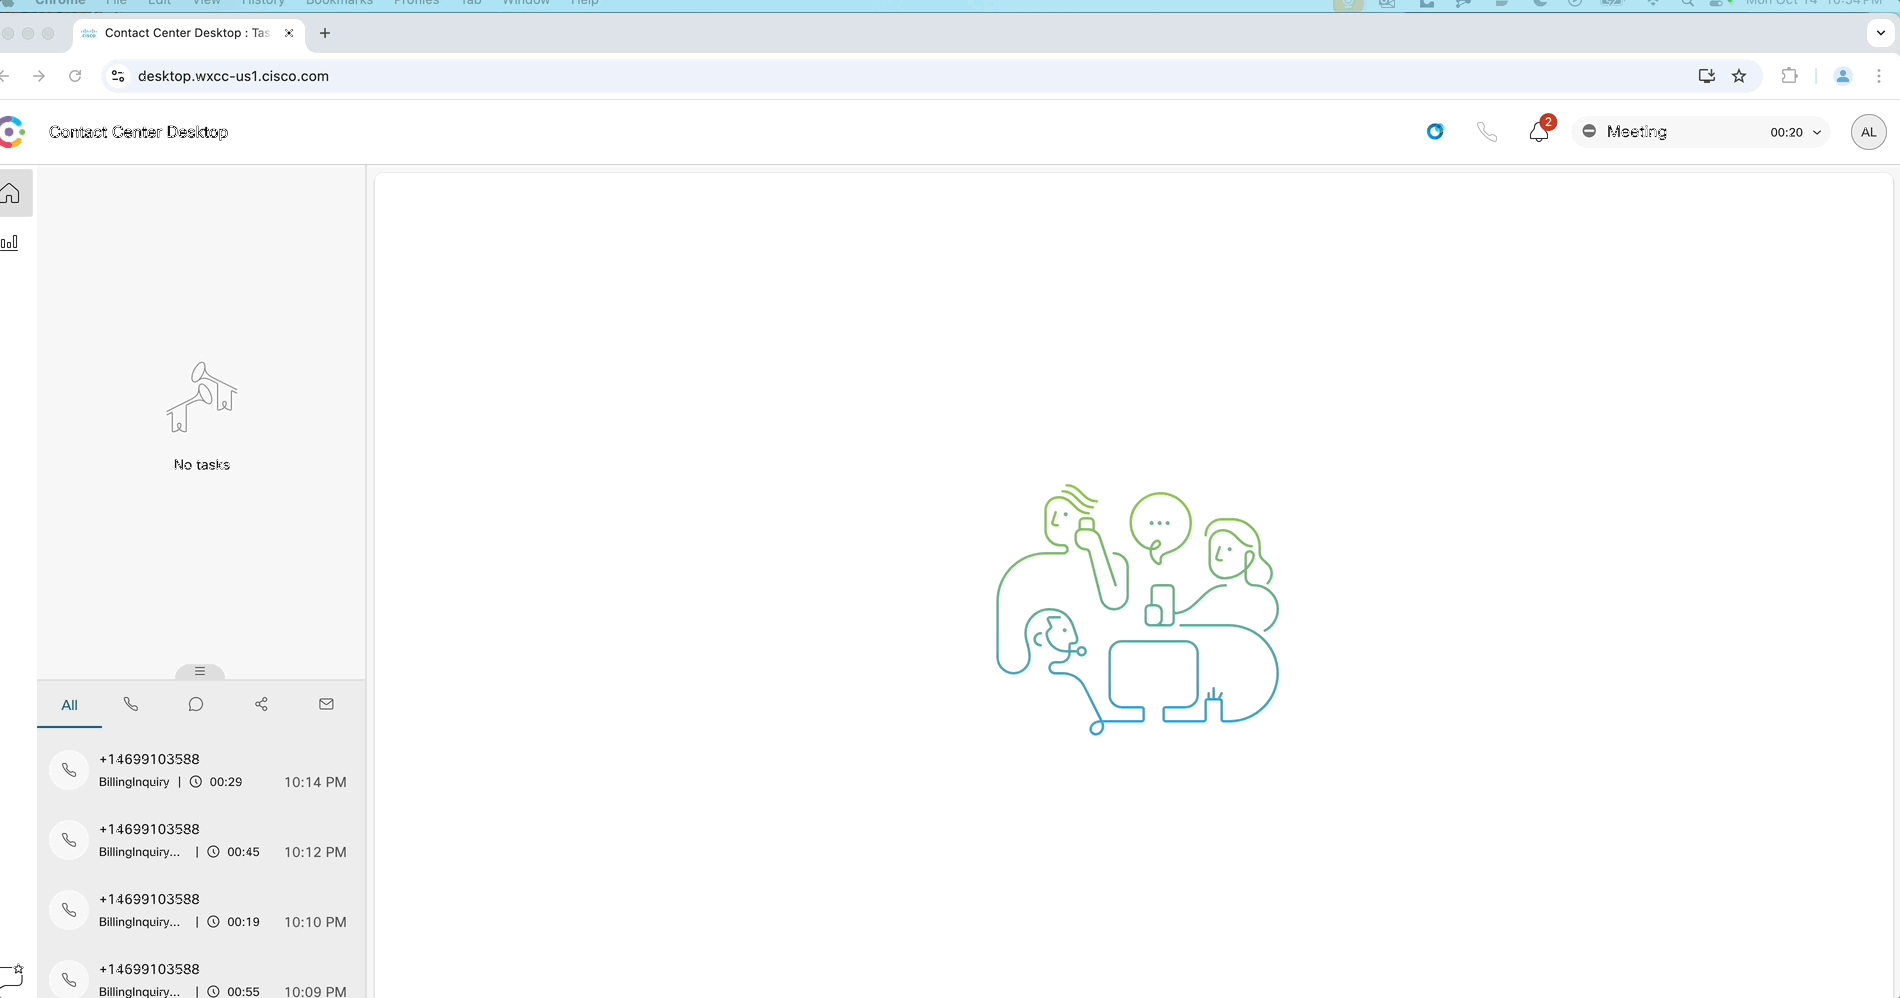 Chrome File Edit View History Bookmarks Profiles Tab Window Help Mon Oct 14 10:54 PM
Contact Center Desktop : Tas
desktop.wxcc-us1.cisco.com
Contact Center Desktop
2
Meeting
00:20
AL
No tasks
All
+14699103588
BillingInquiry | 00:29 10:14 PM
+14699103588
BillingInquiry... | 00:45 10:12 PM
+14699103588
BillingInquiry... | 00:19 10:10 PM
+14699103588
BillingInquiry... | 00:55 10:09 PM